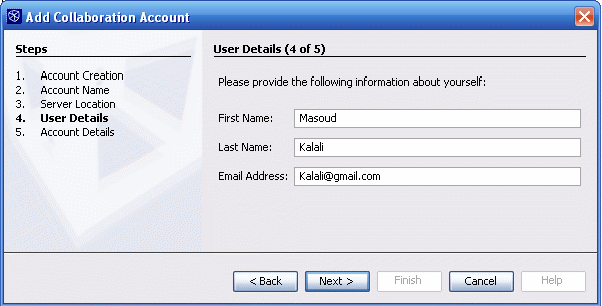 Add Collaboration Account
Steps
1. Account Creation
2. Account Name
3. Server Location
4. User Details
5. Account Details
User Details (4 of 5)
Please provide the following information about yourself:
First Name: Masoud
Last Name: Kalali
Email Address: Kalali@gmail.com
< Back Next > Finish Cancel Help